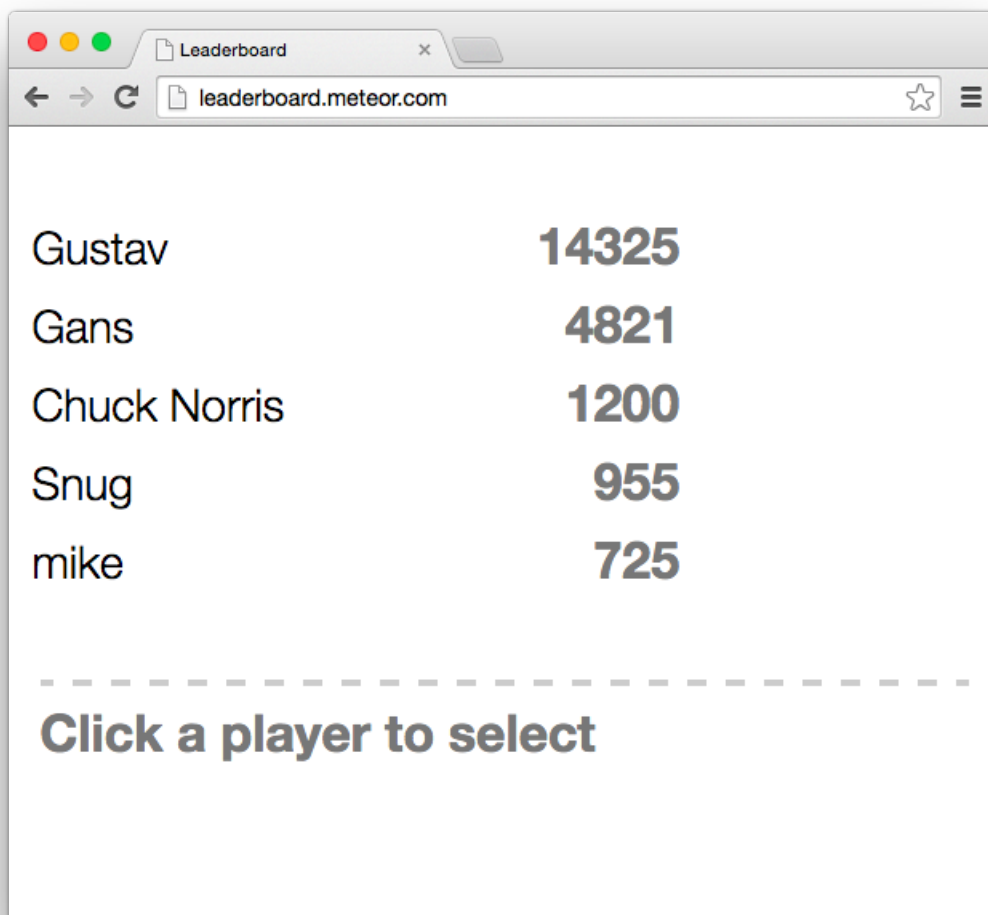 Leaderboard
leaderboard.meteor.com
Gustav 14325
Gans 4821
Chuck Norris 1200
Snug 955
mike 725
Click a player to select